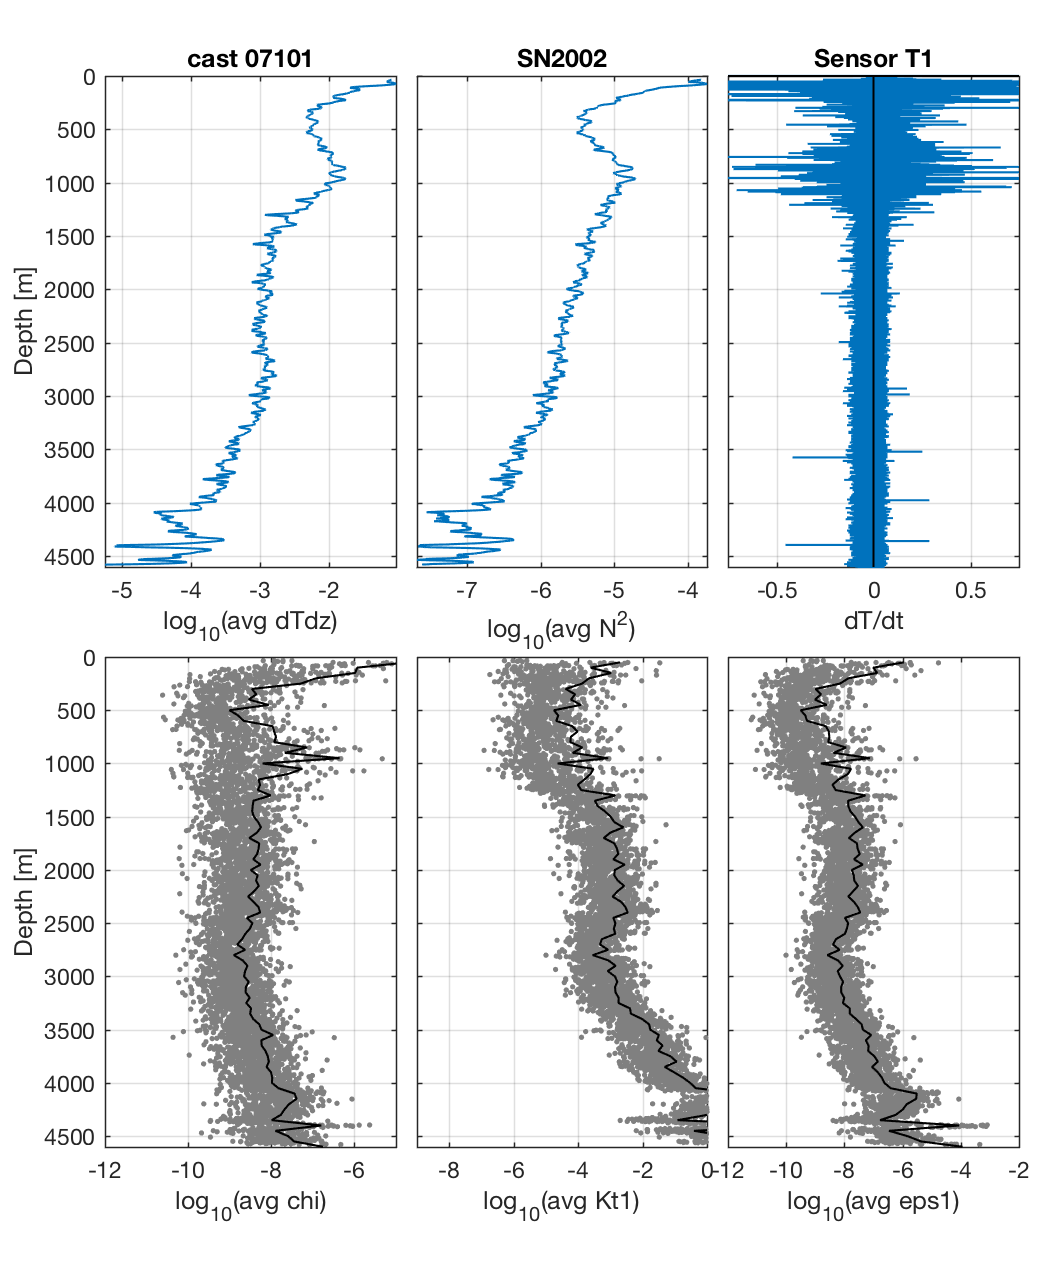 cast 07101
SN2002
Sensor T1
0
500
1000
1500
2000
2500
3000
3500
4000
4500
Depth [m]
-5 -4 -3 -2
-7 -6 -5 -4
-0.5 0 0.5
log10(avg dTdz)
log10(avg N2)
dT/dt
0
500
1000
1500
2000
2500
3000
3500
4000
4500
Depth [m]
-12 -10 -8 -6
-8 -6 -4 -2 0
-12 -10 -8 -6 -4 -2
log10(avg chi)
log10(avg Kt1)
log10(avg eps1)